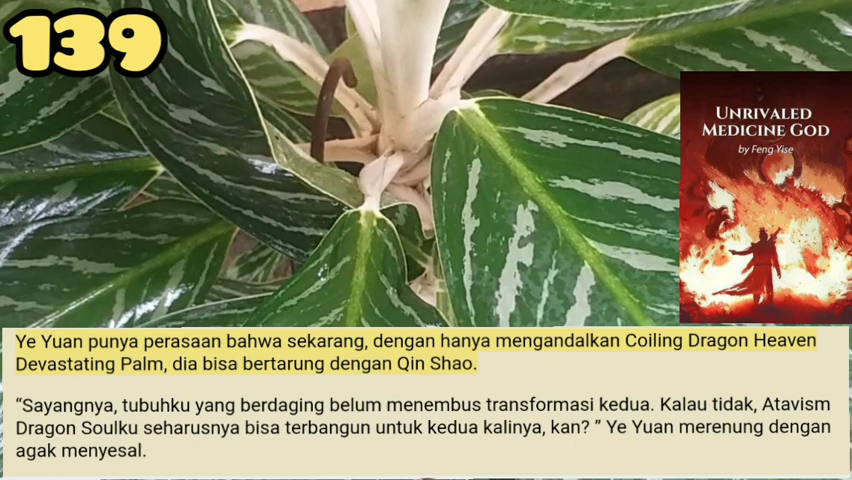 139
UNRIVALED
MEDICINE GOD
by Feng Yise
Ye Yuan punya perasaan bahwa sekarang, dengan hanya mengandalkan Coiling Dragon Heaven
Devastating Palm, dia bisa bertarung dengan Qin Shao.
“Sayangnya, tubuhku yang berdaging belum menembus transformasi kedua. Kalau tidak, Atavism
Dragon Soulku seharusnya bisa terbangun untuk kedua kalinya, kan? ” Ye Yuan merenung dengan
agak menyesal.